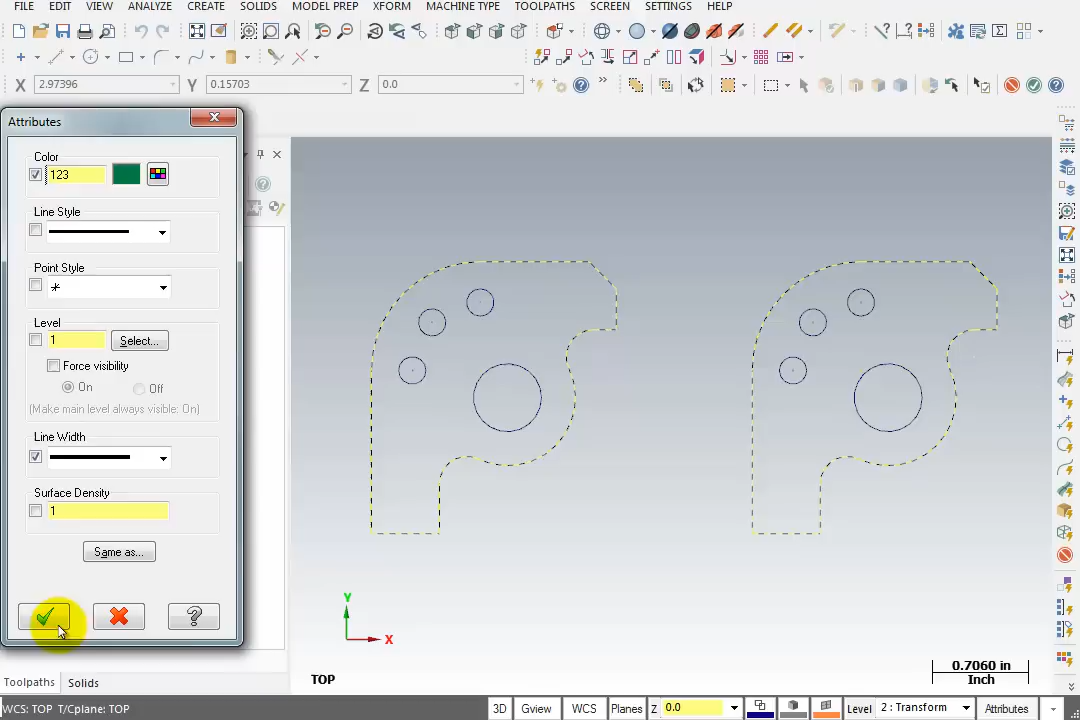 FILE EDIT VIEW ANALYZE CREATE SOLIDS MODEL PREP XFORM MACHINE TYPE TOOLPATHS SCREEN SETTINGS HELP
X 2.97396 Y 0.15703 Z 0.0
Attributes
Color
123
Line Style
Point Style
Level
1 Select...
Force visibility
On Off
(Make main level always visible: On)
Line Width
Surface Density
1
Same as...
Y
X
TOP
0.7060 in
Inch
Toolpaths Solids
WCS: TOP T/Cplane: TOP
3D Gview WCS Planes Z 0.0 Level 2 : Transform Attributes